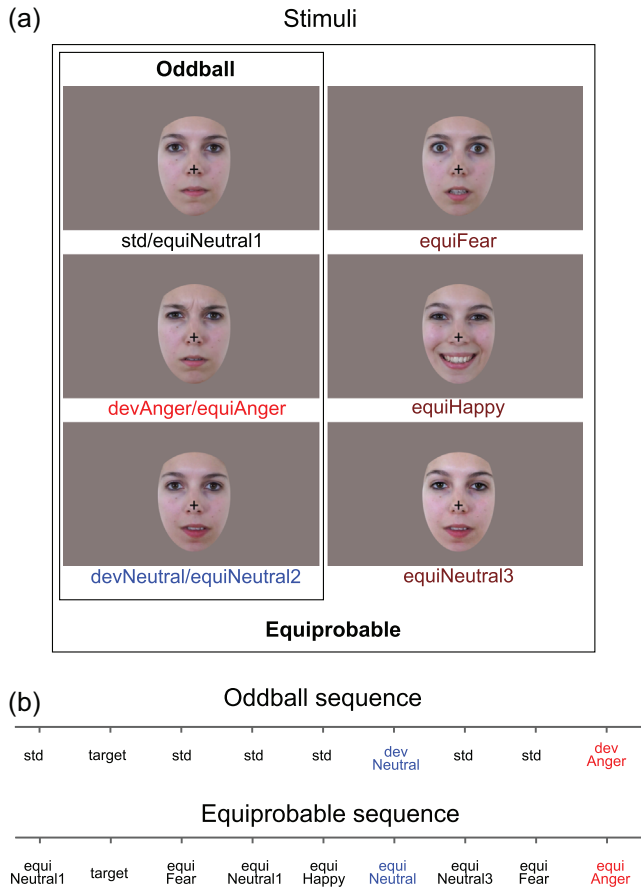 (a)
Stimuli
Oddball
std/equiNeutral1
equiFear
devAnger/equiAnger
equiHappy
devNeutral/equiNeutral2
equiNeutral3
Equiprobable
(b)
Oddball sequence
std target std std std dev Neutral std std dev Anger
Equiprobable sequence
equi Neutral1 target equi Fear equi Neutral1 equi Happy equi Neutral equi Neutral3 equi Fear equi Anger